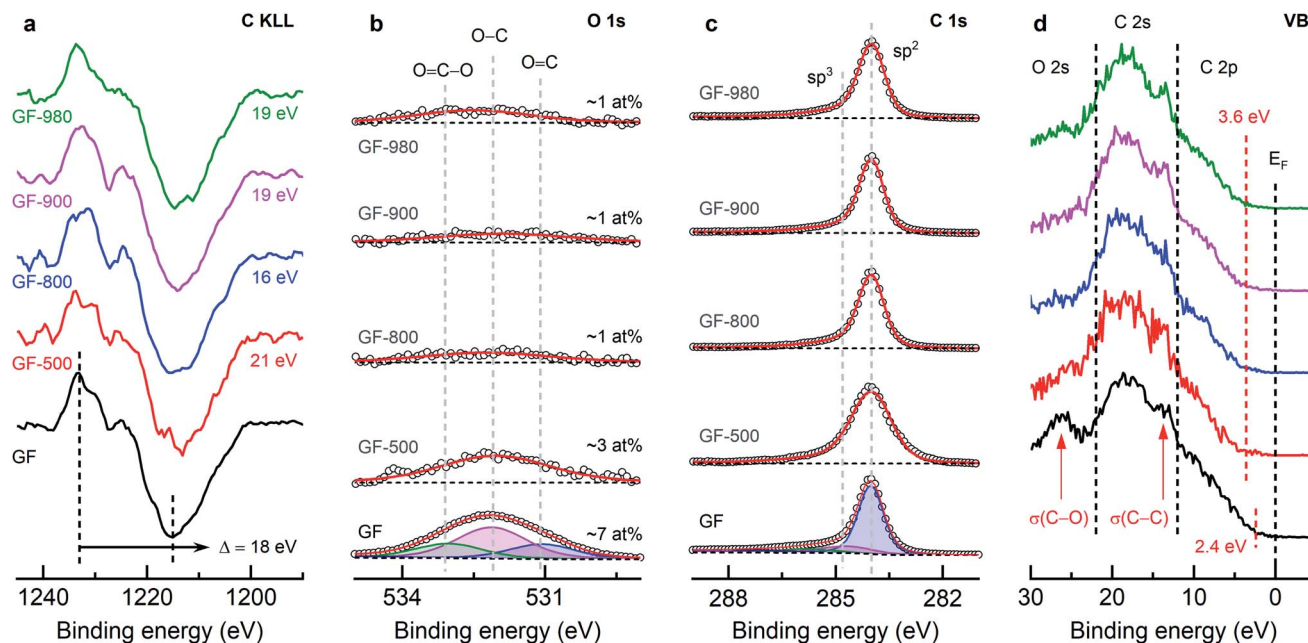 a
C KLL
GF-980
19 eV
GF-900
19 eV
GF-800
16 eV
GF-500
21 eV
GF
Δ = 18 eV
1240 1220 1200
Binding energy (eV)
b
O 1s
O–C
O=C–O
O=C
~1 at%
GF-980
GF-900
~1 at%
GF-800
~1 at%
GF-500
~3 at%
GF
~7 at%
534 531
Binding energy (eV)
c
C 1s
sp³
sp²
GF-980
GF-900
GF-800
GF-500
GF
288 284 282
Binding energy (eV)
d
C 2s
VB
O 2s
C 2p
3.6 eV
E_F
σ(C–O)
σ(C–C)
2.4 eV
30 20 10 0
Binding energy (eV)